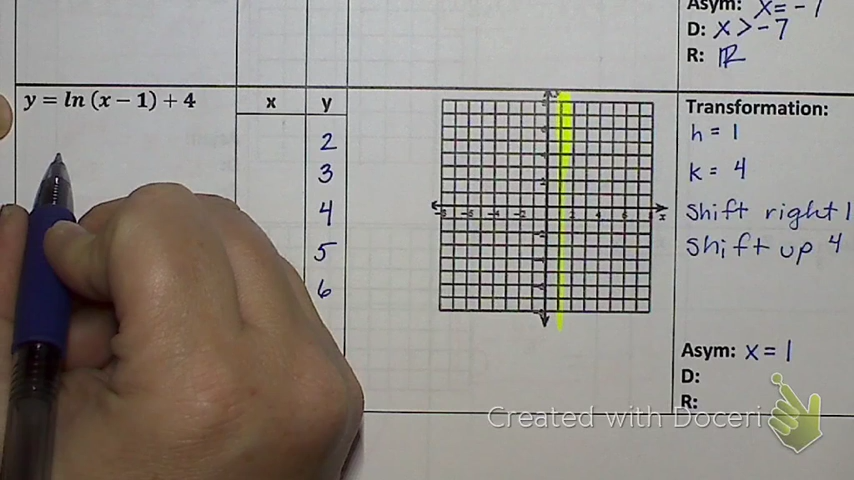 Asym: x = -7
D: x > -7
R: ℝ
y = ln (x − 1) + 4
x y
2
3
4
5
6
Transformation:
h = 1
k = 4
shift right 1
shift up 4
Asym: x = 1
D:
R:
Created with Doceri